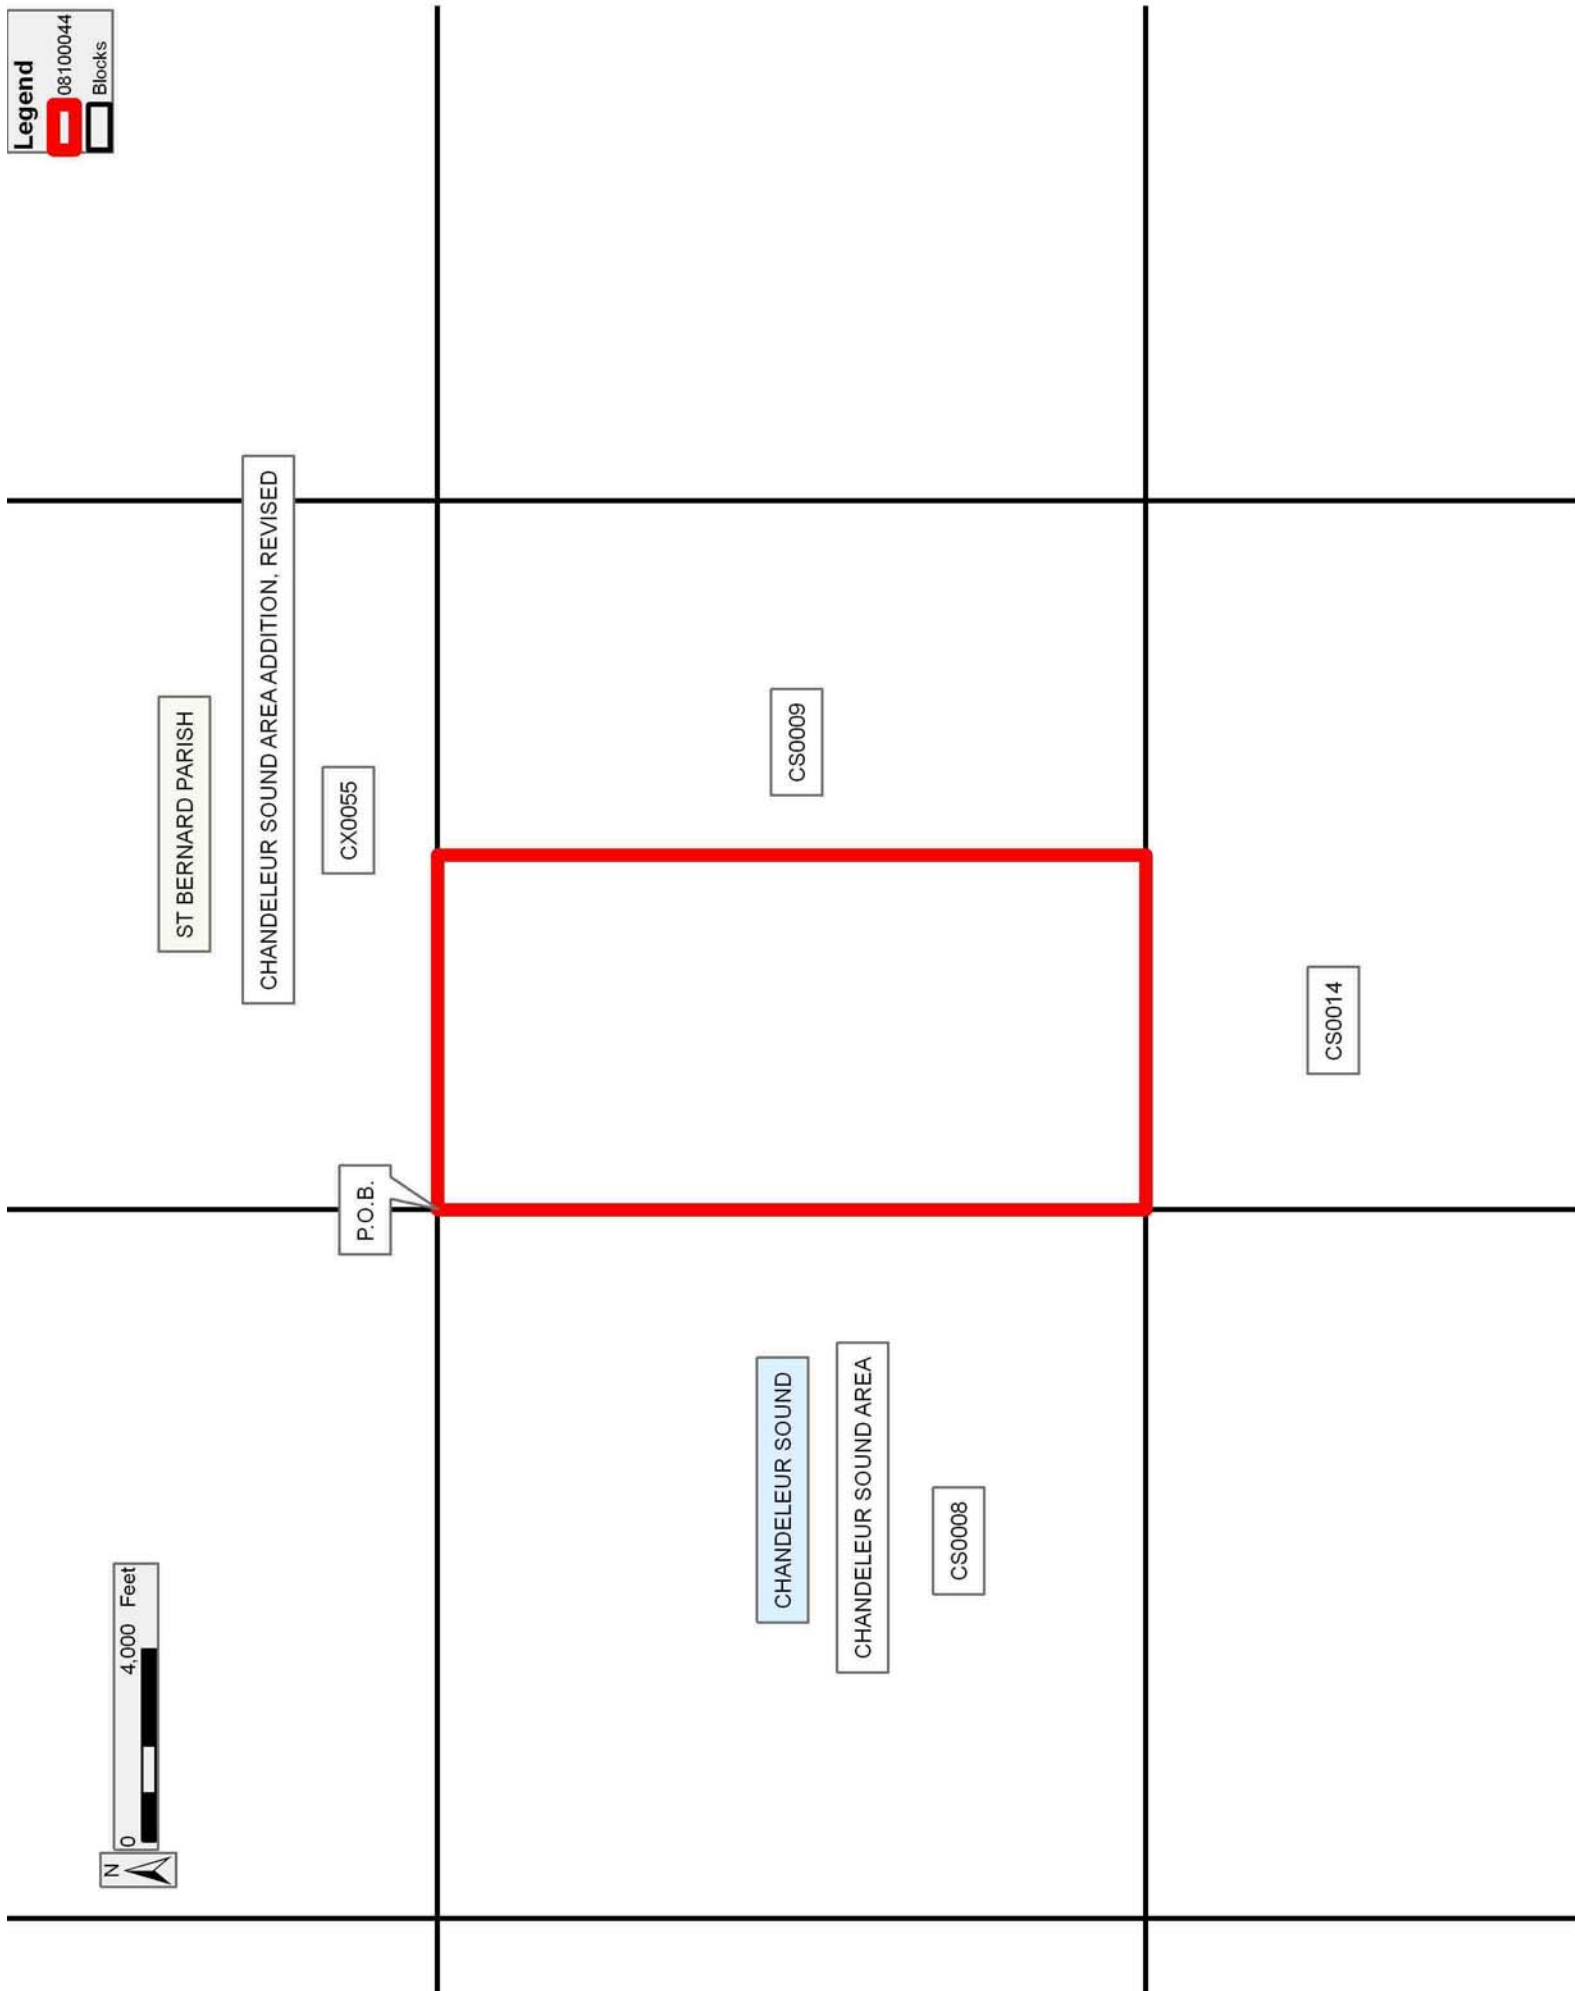 Legend
08100044
Blocks
ST BERNARD PARISH
CHANDELEUR SOUND AREA ADDITION, REVISED
CX0055
P.O.B.
CS0009
CHANDELEUR SOUND
CHANDELEUR SOUND AREA
CS0008
CS0014
N
0 4,000 Feet